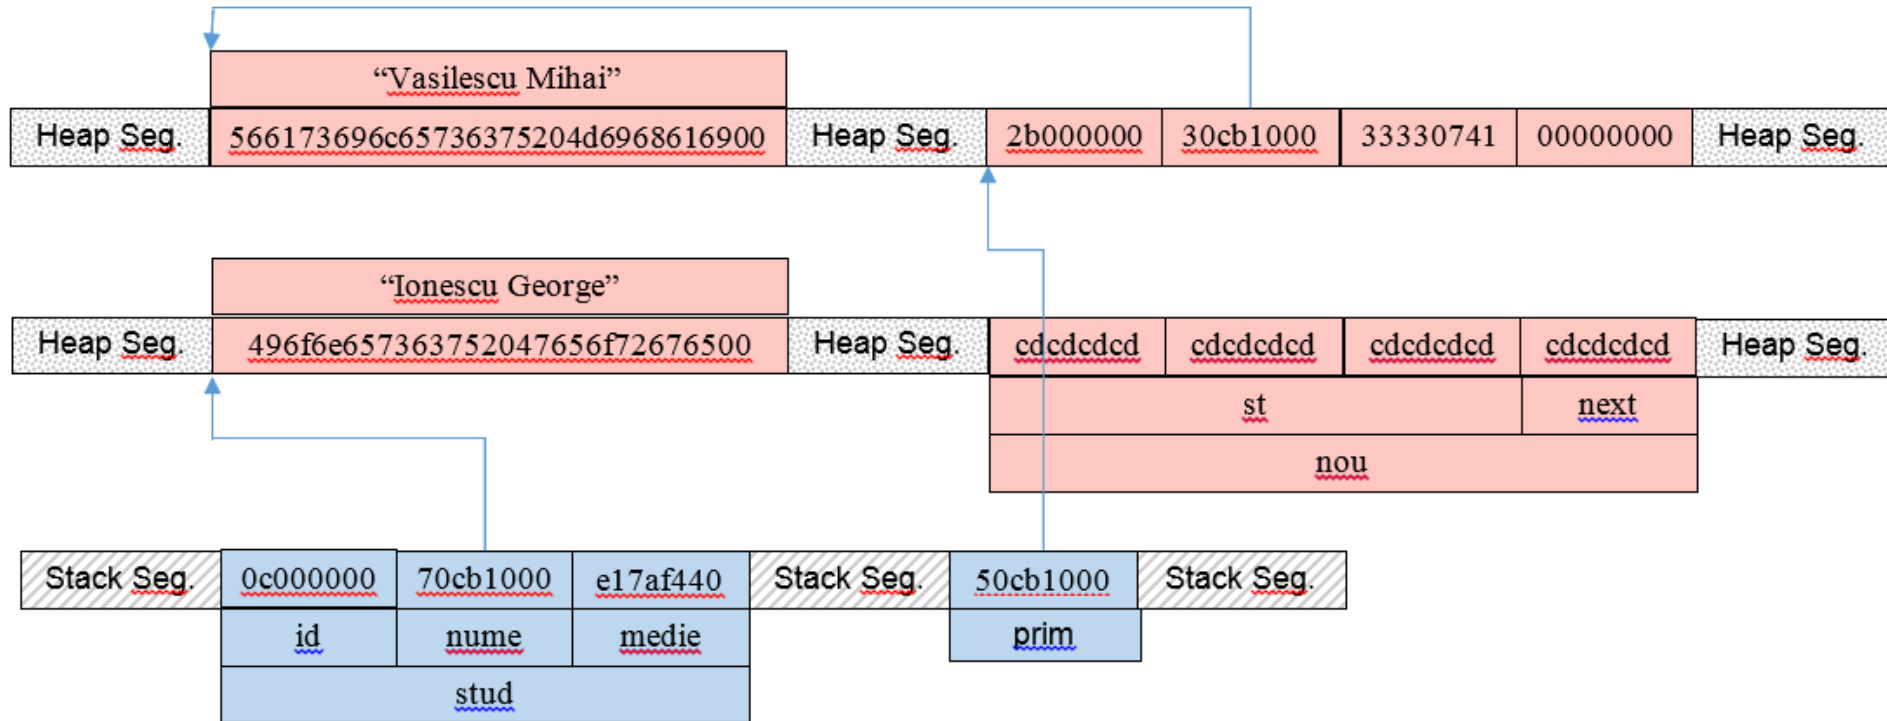 “Vasilescu Mihai”
Heap Seg. 566173696c65736375204d6968616900 Heap Seg. 2b000000 30cb1000 33330741 00000000 Heap Seg.
“Ionescu George”
Heap Seg. 496f6e657363752047656f72676500 Heap Seg. cdcdcdcd cdcdcdcd cdcdcdcd cdcdcdcd Heap Seg.
st next
nou
Stack Seg. 0c000000 70cb1000 e17af440 Stack Seg. 50cb1000 Stack Seg.
id nume medie prim
stud